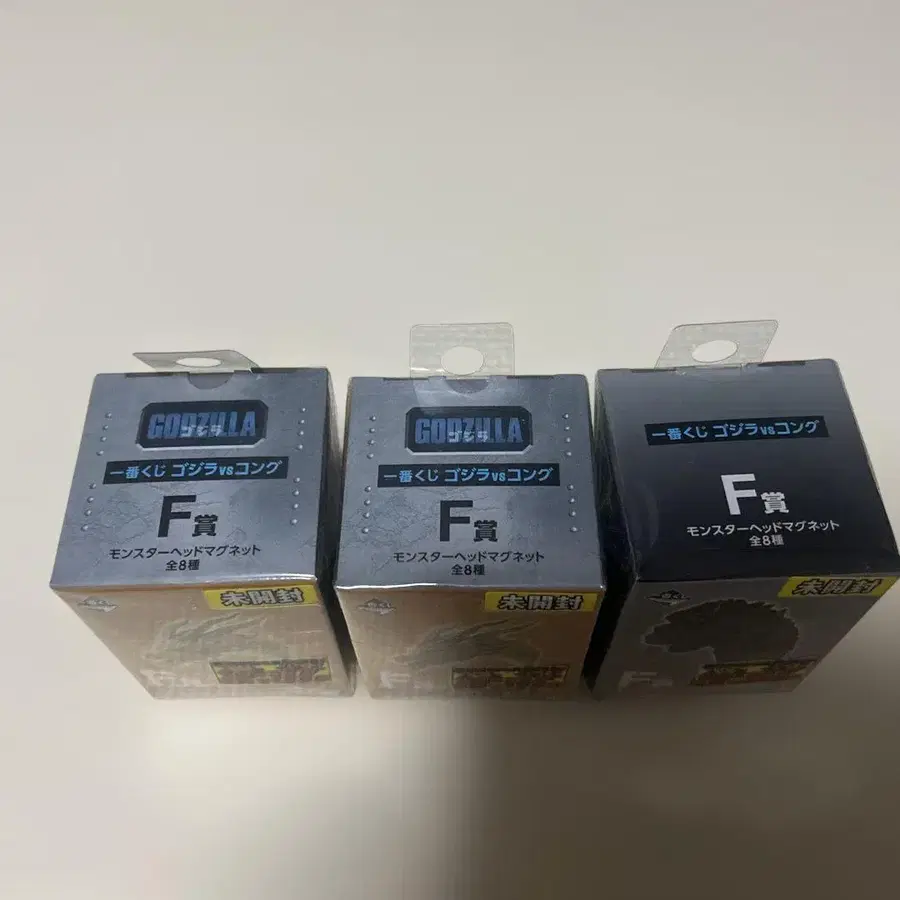 GODZILLA
ゴジラ
一番くじ ゴジラvsコング
F賞
モンスターヘッドマグネット
全8種
未開封
GODZILLA
ゴジラ
一番くじ ゴジラvsコング
F賞
モンスターヘッドマグネット
全8種
未開封
F
一番くじ ゴジラvsコング
F賞
モンスターヘッドマグネット
全8種
未開封
F